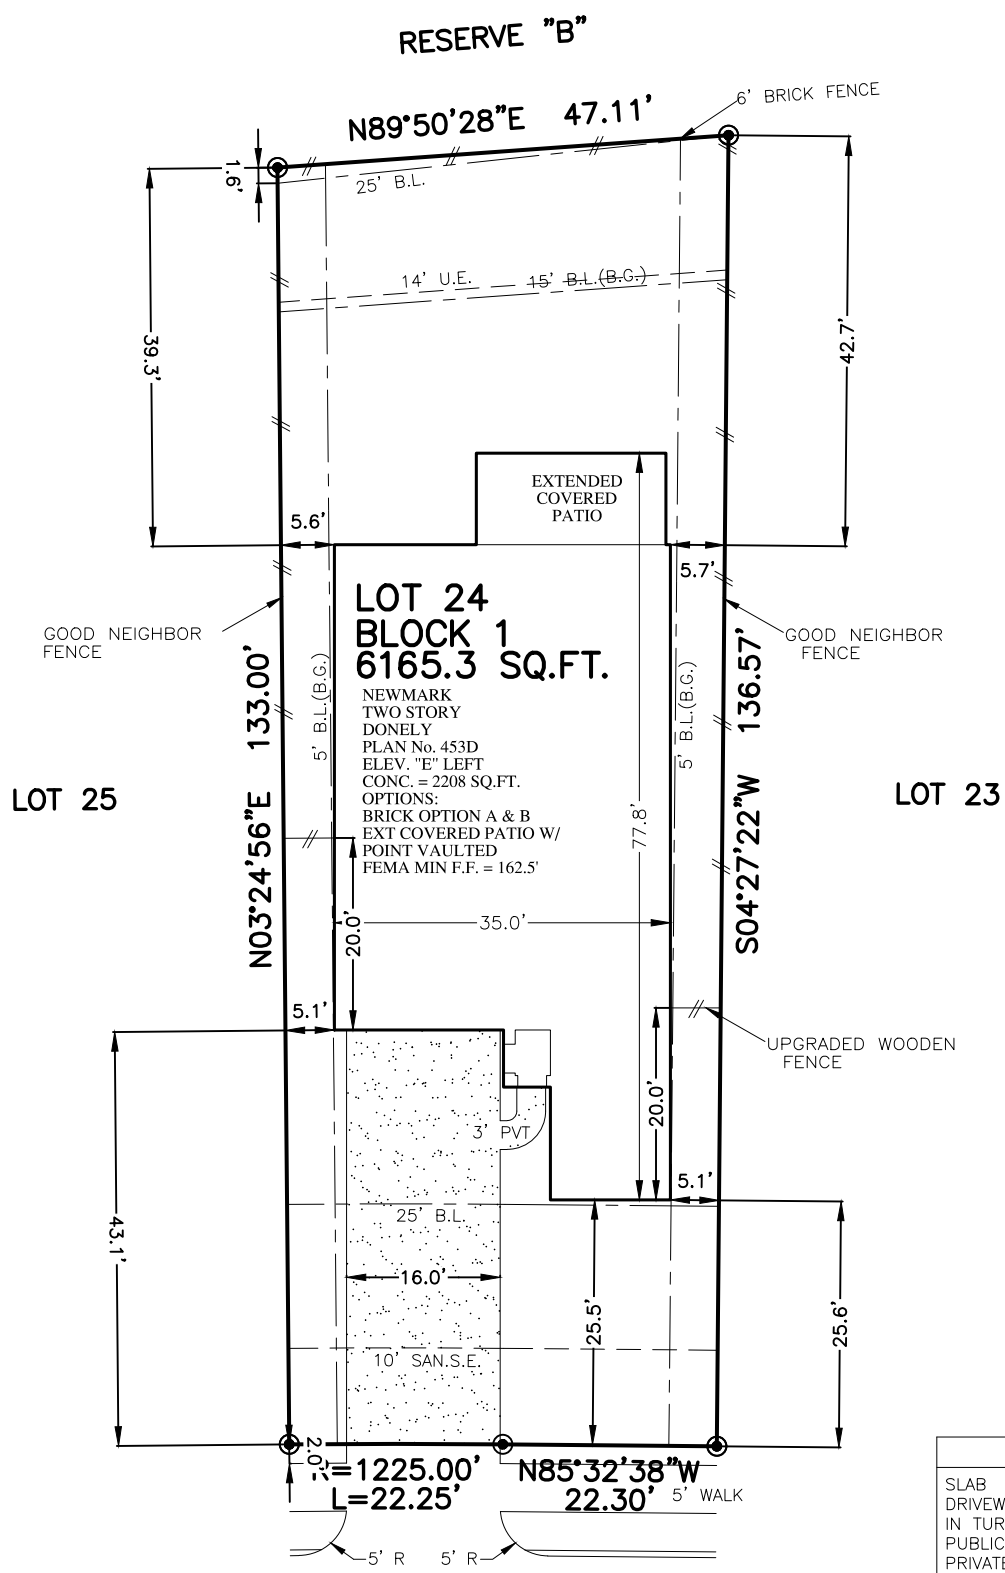 RESERVE "B"
6' BRICK FENCE
N89°50'28"E 47.11'
1.6'
25' B.L.
14' U.E.
15' B.L.(B.G.)
39.3'
42.7'
EXTENDED
COVERED
PATIO
5.6'
5.7'
LOT 24
BLOCK 1
6165.3 SQ.FT.
GOOD NEIGHBOR
FENCE
GOOD NEIGHBOR
FENCE
NEWMARK
TWO STORY
DONELY
PLAN No. 453D
ELEV. "E" LEFT
CONC. = 2208 SQ.FT.
OPTIONS:
BRICK OPTION A & B
EXT COVERED PATIO W/
POINT VAULTED
FEMA MIN F.F. = 162.5'
5' B.L.(B.G.)
5' B.L.(B.G.)
N03°24'56"E 133.00'
S04°27'22"W 136.57'
LOT 25
LOT 23
77.8'
35.0'
20.0'
5.1'
UPGRADED WOODEN
FENCE
20.0'
3' PVT
5.1'
25' B.L.
43.1'
16.0'
25.5'
25.6'
10' SAN.S.E.
2.0'
R=1225.00'
L=22.25'
N85°32'38"W
22.30'
5' WALK
5' R
5' R
SLAB
DRIVEW
IN TUR
PUBLIC
PRIVATE